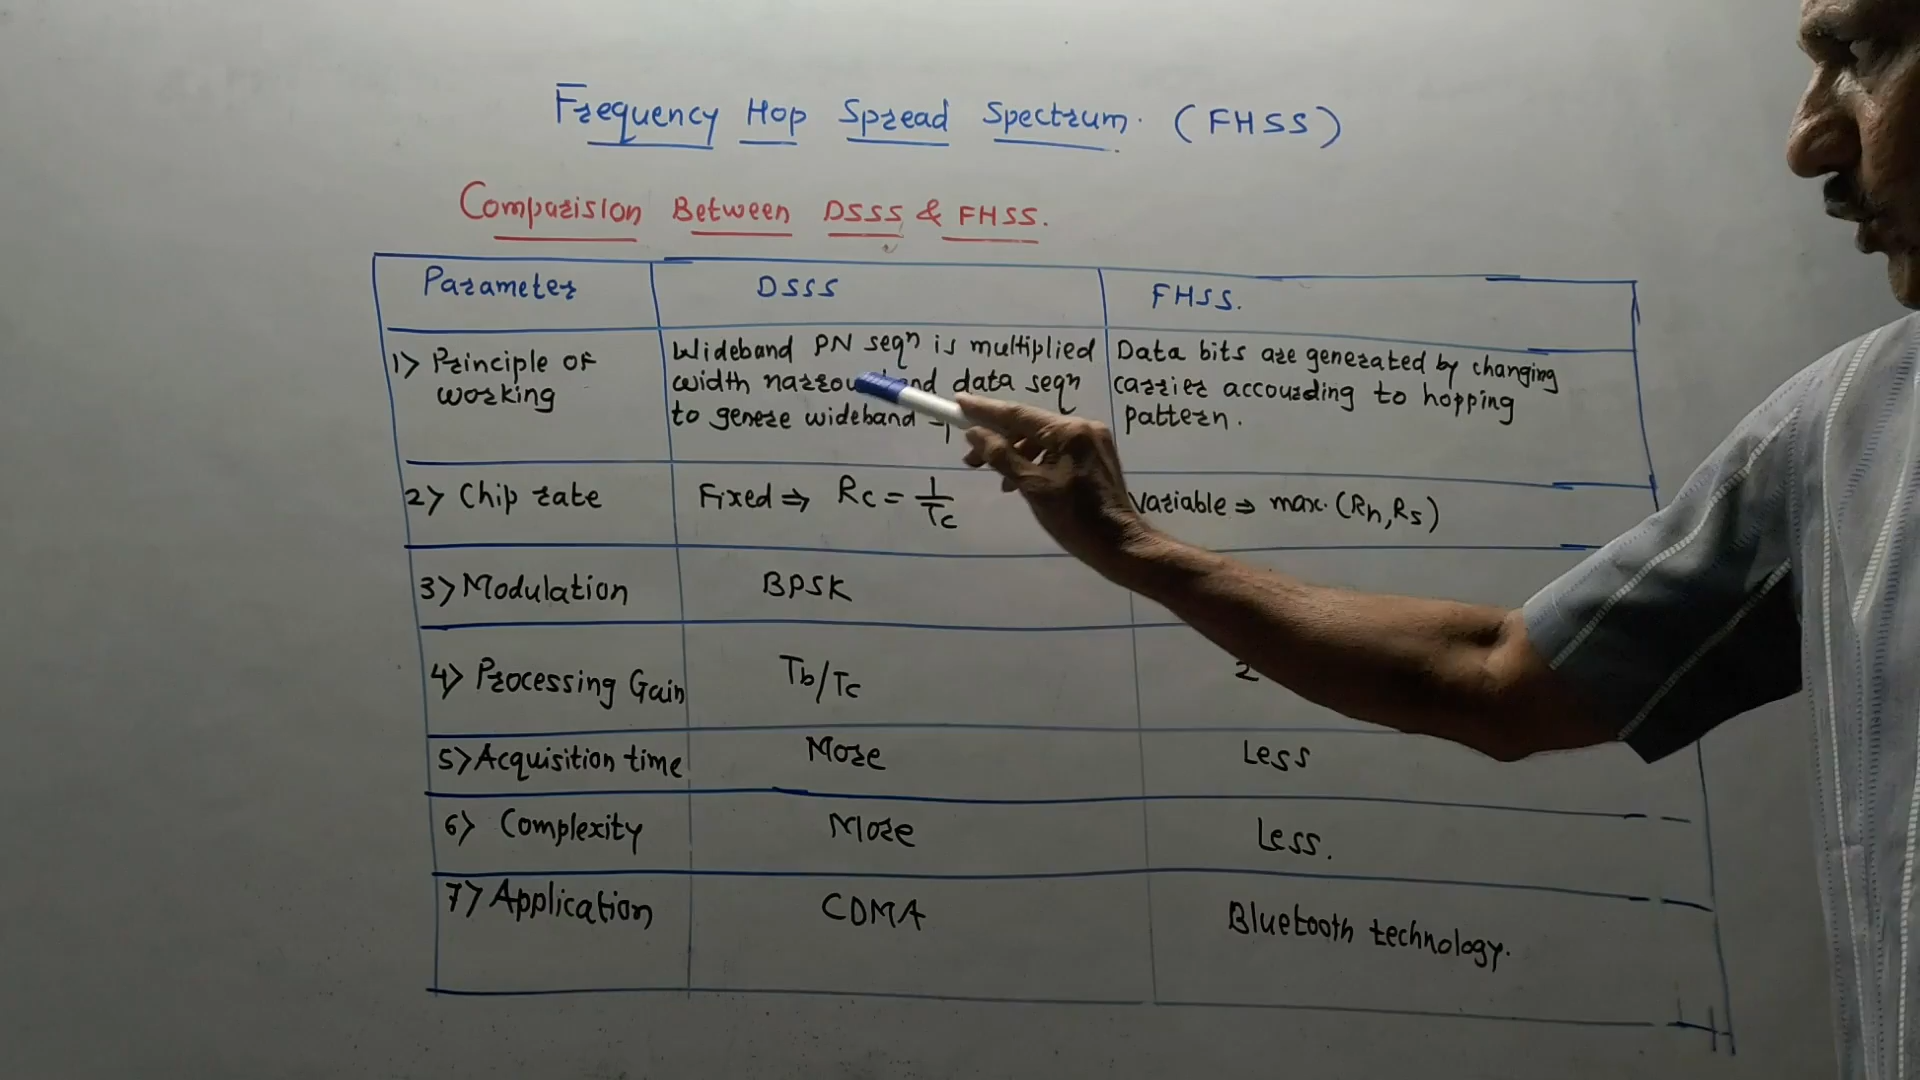 Frequency Hop Spread Spectrum. (FHSS)
Comparision Between DSSS & FHSS.
Parameter DSSS FHSS.
1) Principle of working
Wideband PN seqn is multiplied
width narrowband data seqn
to genere wideband
Data bits are generated by changing
carrier accourding to hopping
pattern.
2) Chip rate Fixed ⇒ Rc = 1/Tc Variable ⇒ max. (Rh, Rs)
3) Modulation BPSK
4) Processing Gain Tb/Tc 2
5) Acquisition time More Less
6) Complexity More Less.
7) Application CDMA Bluetooth technology.